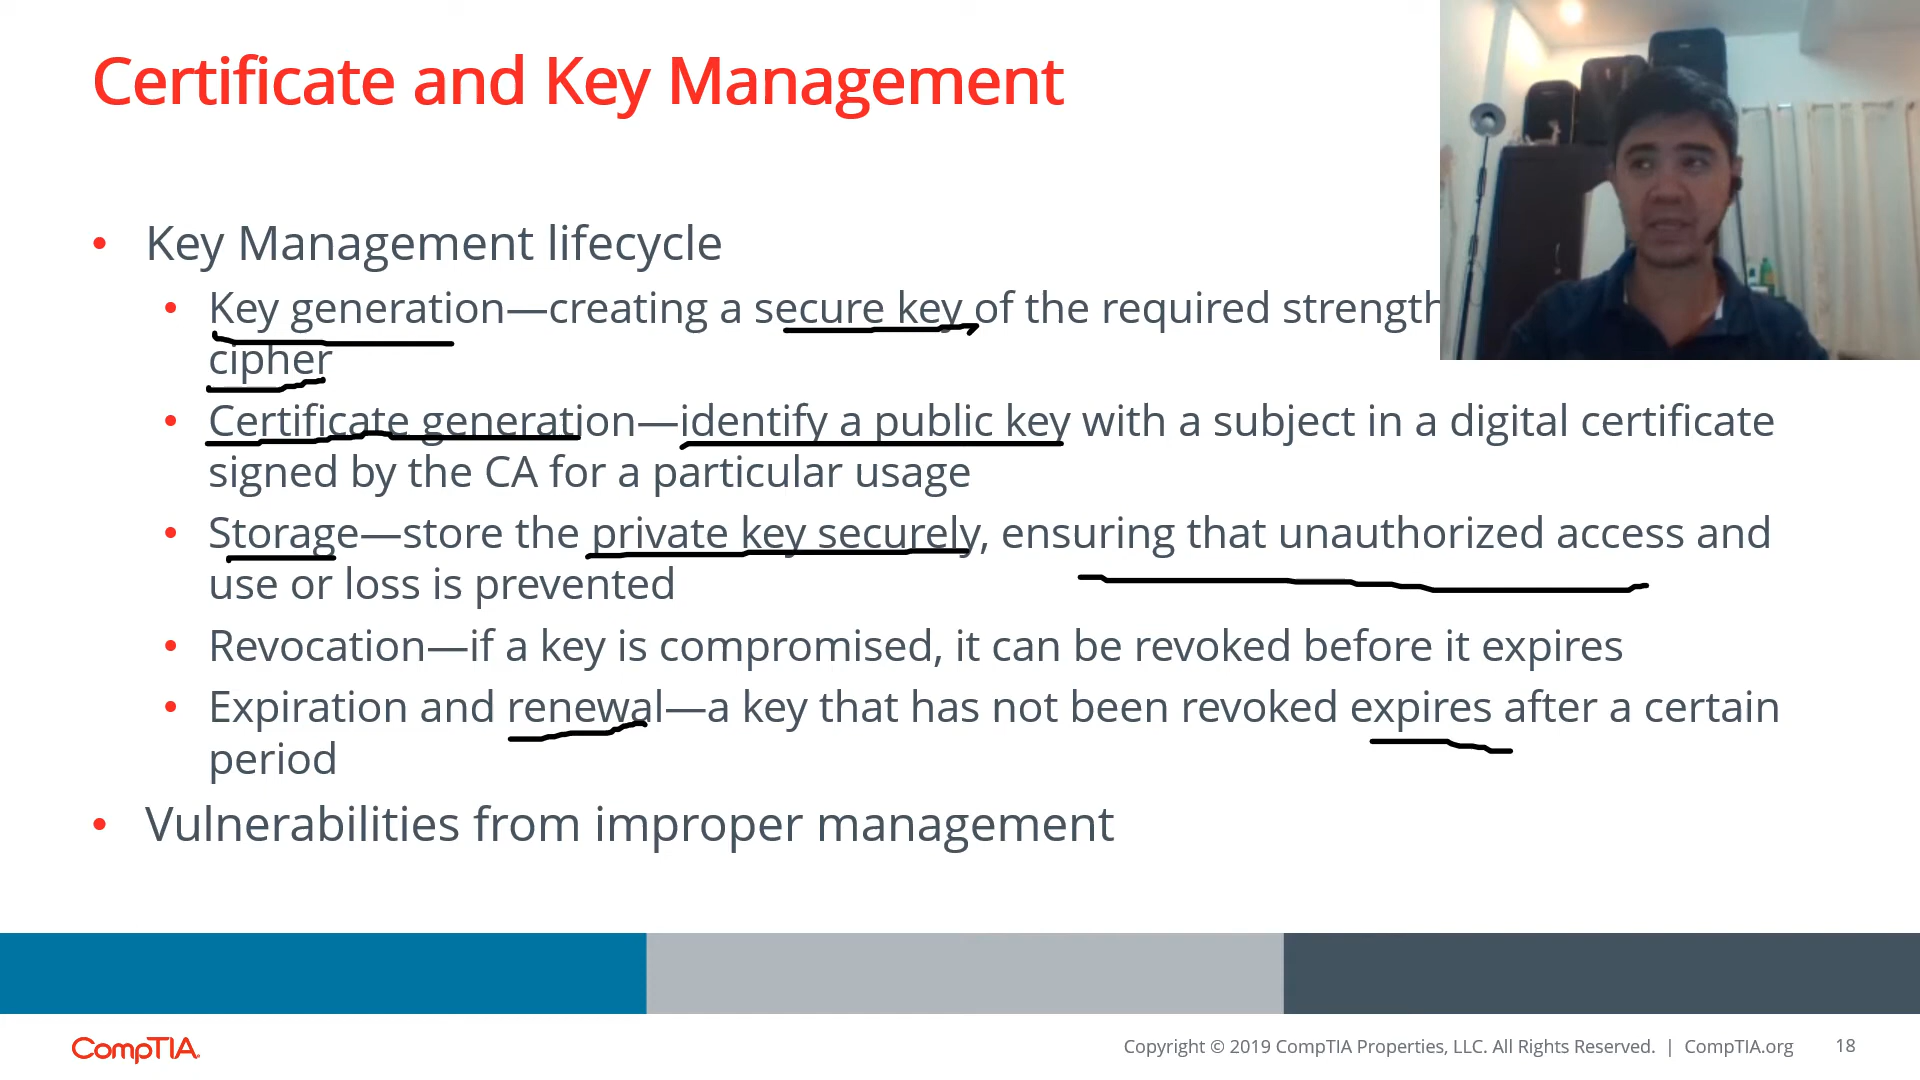 Certificate and Key Management
• Key Management lifecycle
• Key generation—creating a secure key of the required strength
cipher
• Certificate generation—identify a public key with a subject in a digital certificate
signed by the CA for a particular usage
• Storage—store the private key securely, ensuring that unauthorized access and
use or loss is prevented
• Revocation—if a key is compromised, it can be revoked before it expires
• Expiration and renewal—a key that has not been revoked expires after a certain
period
• Vulnerabilities from improper management
CompTIA.
Copyright © 2019 CompTIA Properties, LLC. All Rights Reserved. | CompTIA.org 18